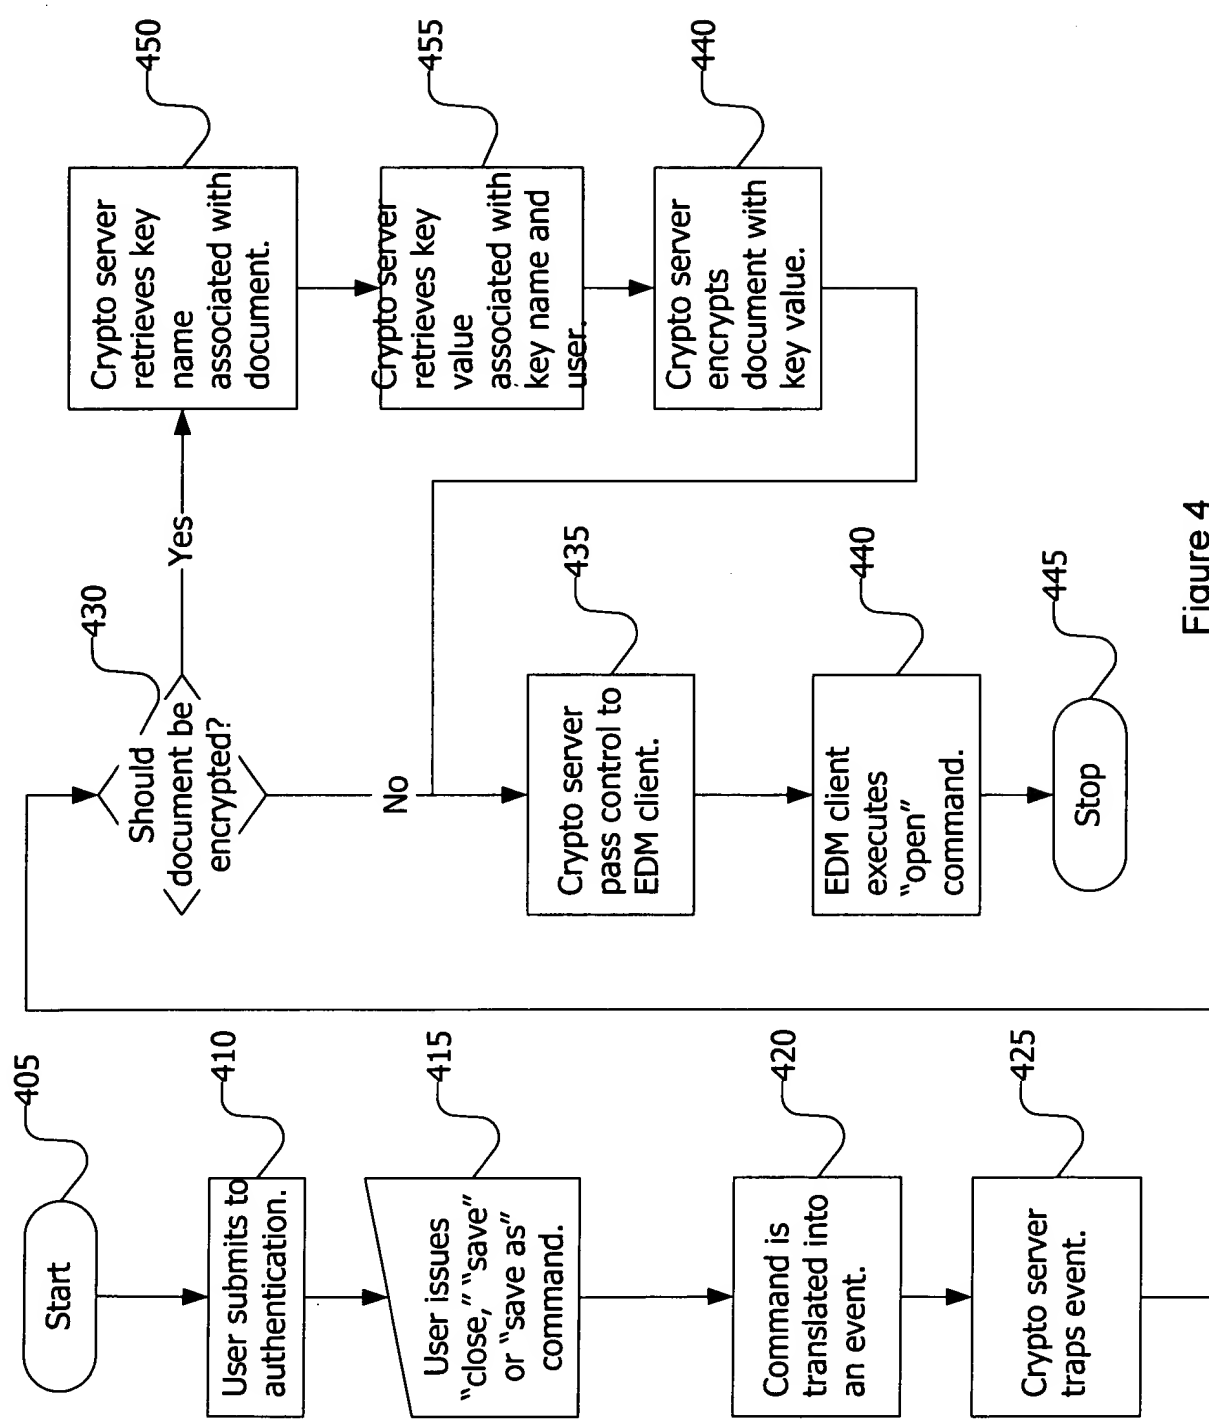 Start
405
User submits to
authentication.
410
User issues
“close,” “save”
or “save as”
command.
415
Command is
translated into
an event.
420
Crypto server
traps event.
425
Should
document be
encrypted?
430
Yes
No
Crypto server
pass control to
EDM client.
435
EDM client
executes
“open”
command.
440
Stop
445
Crypto server
retrieves key
name
associated with
document.
450
Crypto server
retrieves key
value
associated with
key name and
user.
455
Crypto server
encrypts
document with
key value.
440
Figure 4